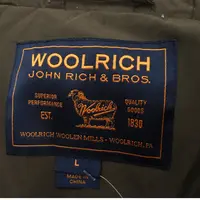 WOOLRICH
JOHN RICH & BROS.
SUPERIOR PERFORMANCE
QUALITY GOODS
Woolrich
EST. 1830
WOOLRICH WOOLEN MILLS - WOOLRICH, PA.
L
MADE IN
CHINA